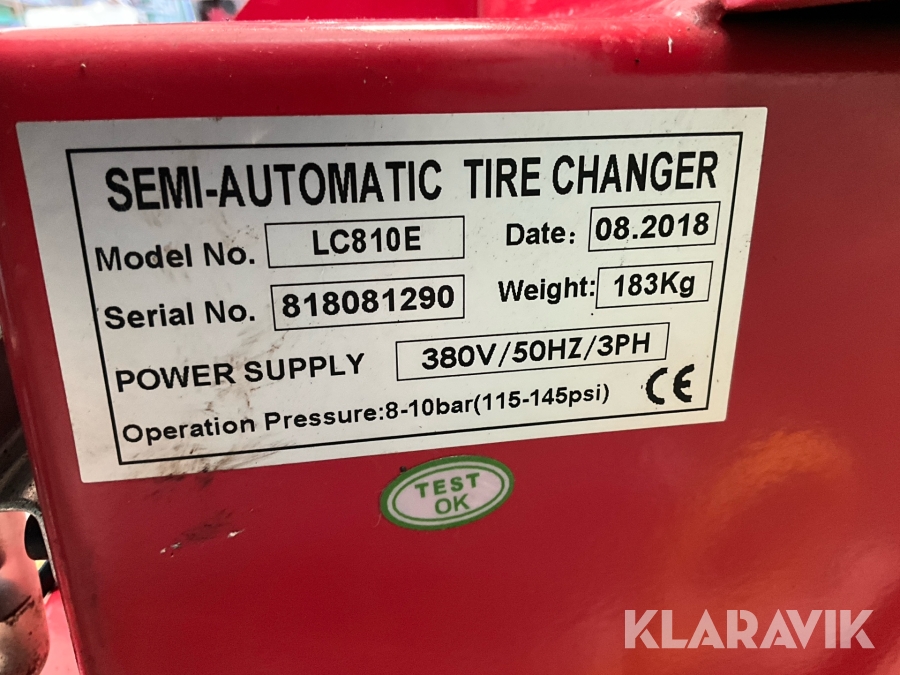 SEMI-AUTOMATIC TIRE CHANGER
Model No. LC810E Date: 08.2018
Serial No. 818081290 Weight: 183Kg
POWER SUPPLY 380V/50HZ/3PH
Operation Pressure:8-10bar(115-145psi) CE
TEST
OK
KLARAVIK